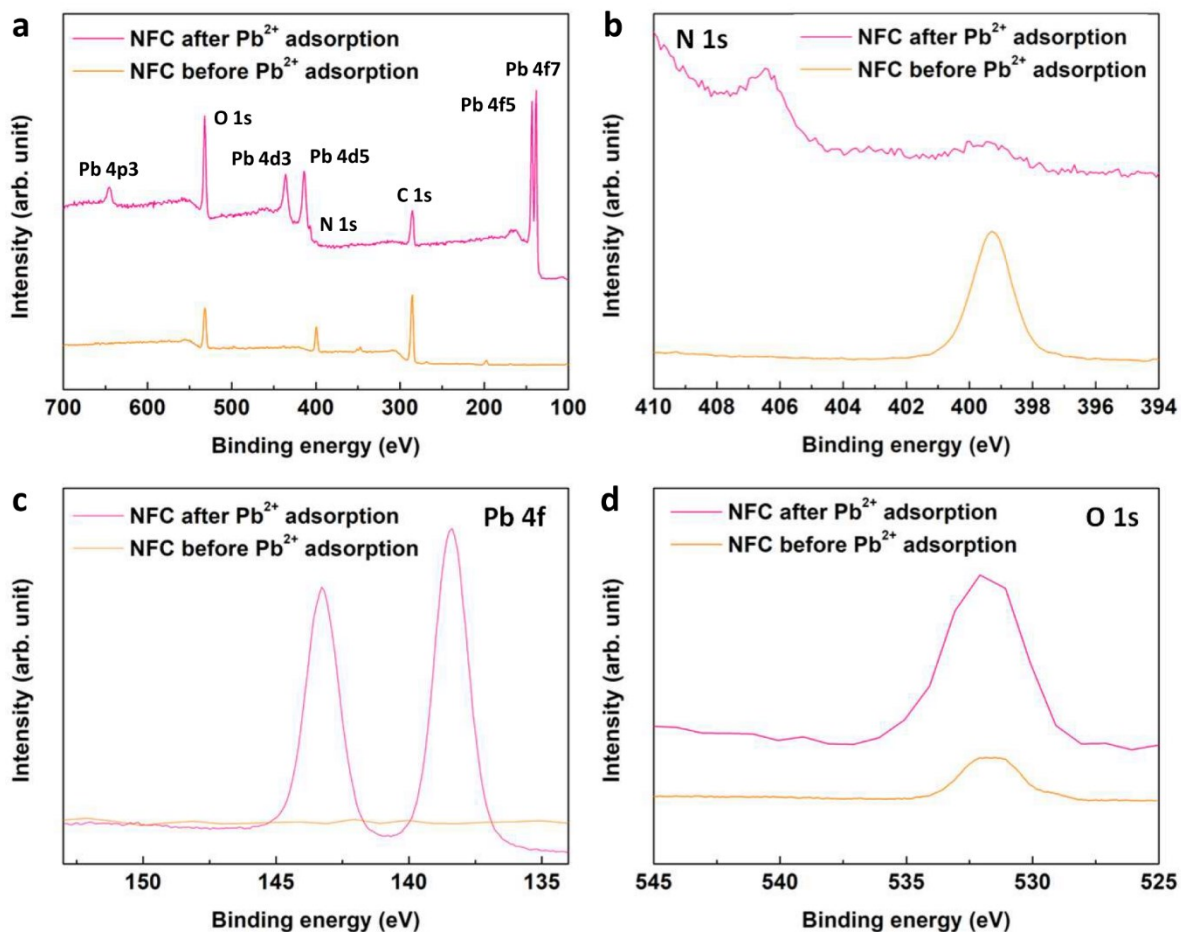 a
NFC after Pb²⁺ adsorption
NFC before Pb²⁺ adsorption
Pb 4f7
Pb 4f5
O 1s
Pb 4d3
Pb 4d5
Pb 4p3
C 1s
N 1s
Intensity (arb. unit)
700 600 500 400 300 200 100
Binding energy (eV)
b
N 1s
NFC after Pb²⁺ adsorption
NFC before Pb²⁺ adsorption
Intensity (arb. unit)
410 408 406 404 402 400 398 396 394
Binding energy (eV)
c
NFC after Pb²⁺ adsorption
NFC before Pb²⁺ adsorption
Pb 4f
Intensity (arb. unit)
150 145 140 135
Binding energy (eV)
d
NFC after Pb²⁺ adsorption
NFC before Pb²⁺ adsorption
O 1s
Intensity (arb. unit)
545 540 535 530 525
Binding energy (eV)